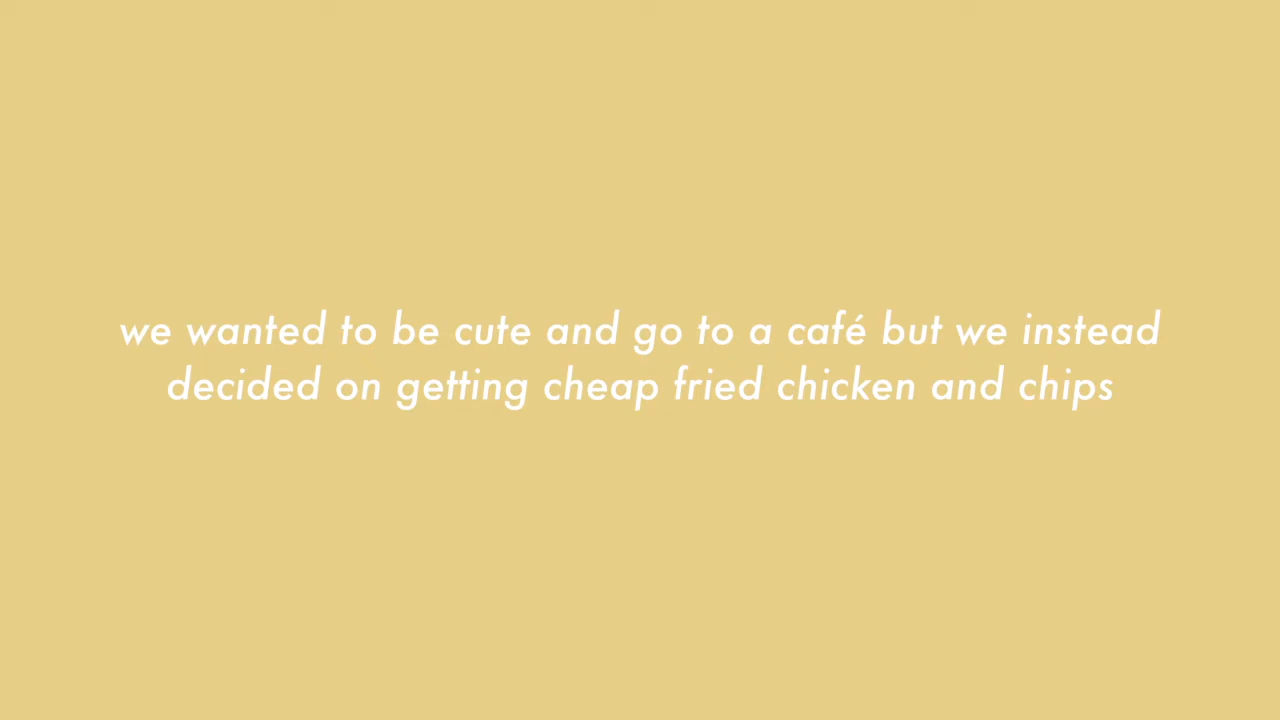 we wanted to be cute and go to a café but we instead
decided on getting cheap fried chicken and chips